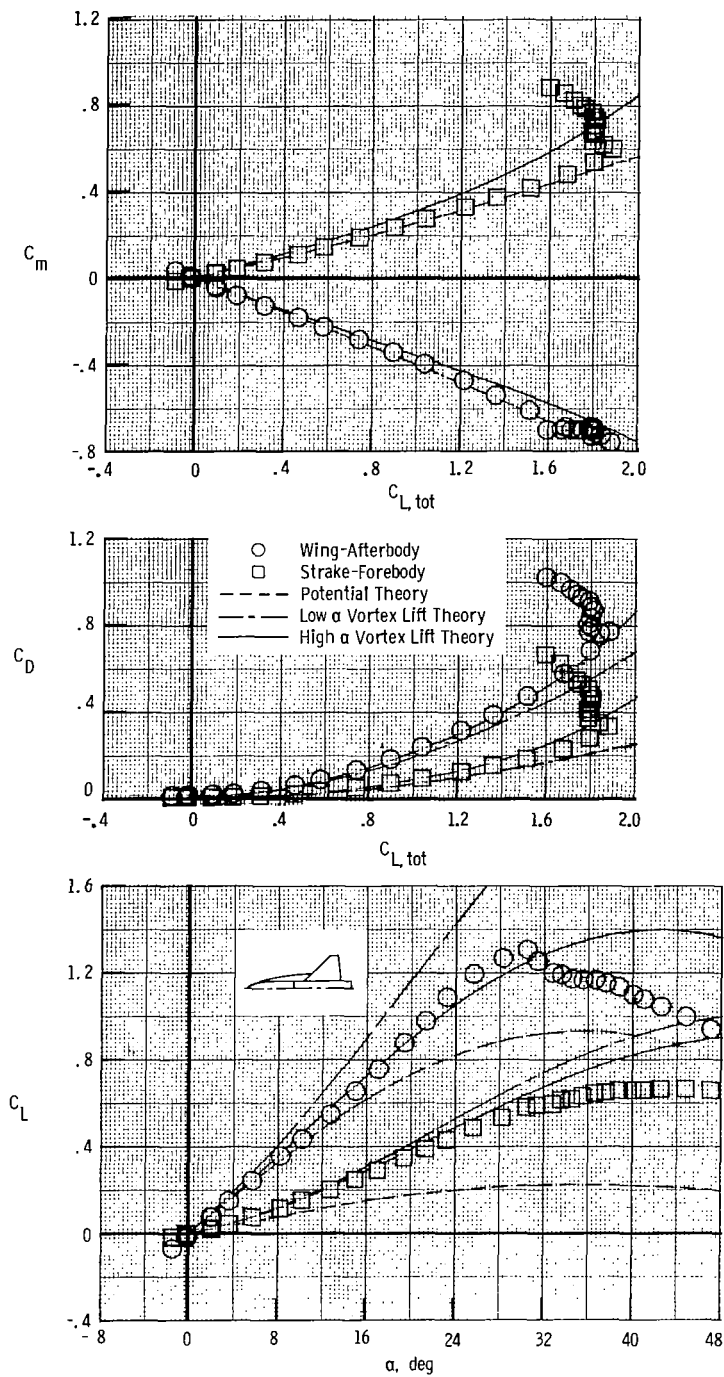 1.2
.8
.4
C_m
0
-.4
-.8
-.4 0 .4 .8 1.2 1.6 2.0
C_L, tot
1.2
.8
C_D
.4
0
○ Wing-Afterbody
□ Strake-Forebody
Potential Theory
Low α Vortex Lift Theory
High α Vortex Lift Theory
-.4 0 .4 .8 1.2 1.6 2.0
C_L, tot
1.6
1.2
.8
C_L
.4
0
-.4
-8 0 8 16 24 32 40 48
α, deg